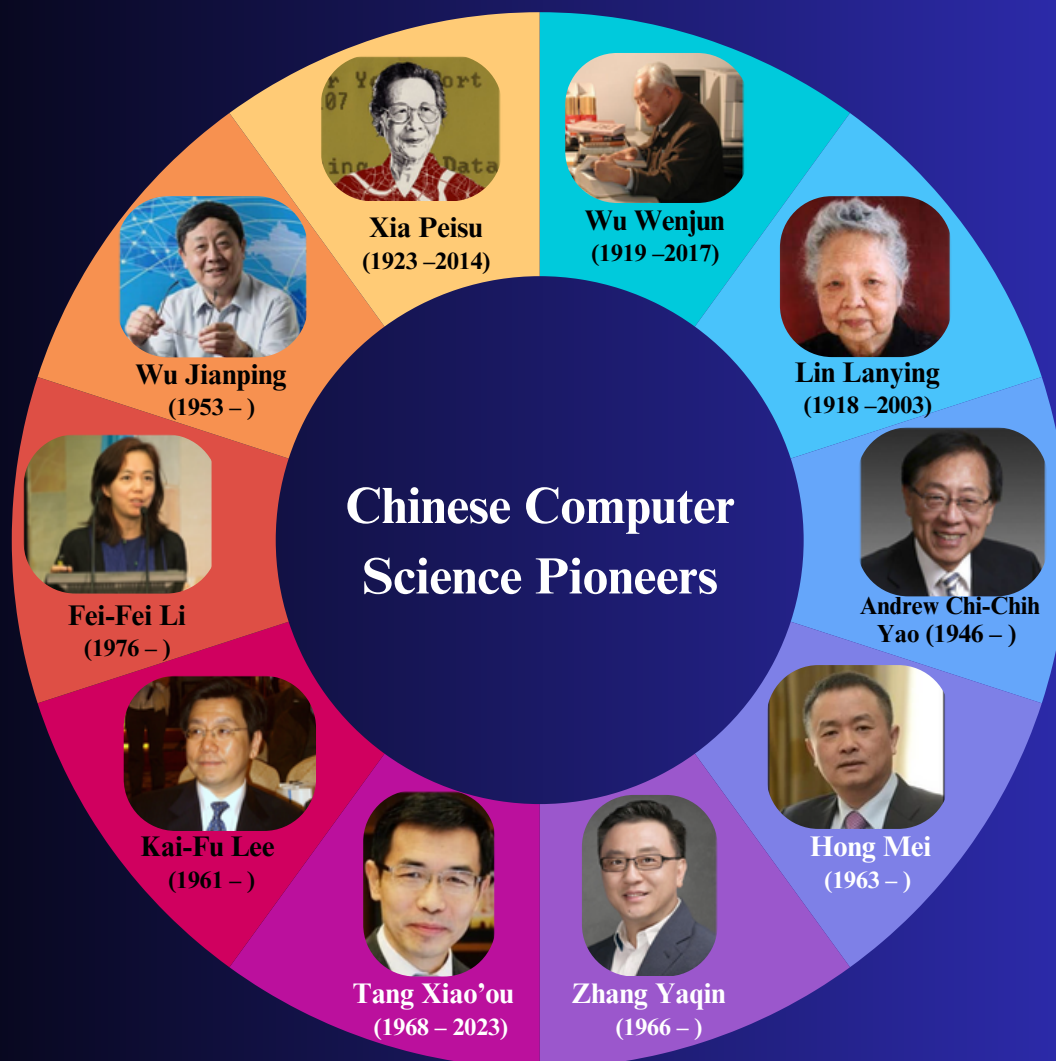 Chinese Computer
Science Pioneers
Wu Wenjun
(1919 –2017)
Lin Lanying
(1918 –2003)
Andrew Chi-Chih
Yao (1946 – )
Hong Mei
(1963 – )
Zhang Yaqin
(1966 – )
Tang Xiao’ou
(1968 – 2023)
Kai-Fu Lee
(1961 – )
Fei-Fei Li
(1976 – )
Wu Jianping
(1953 – )
Xia Peisu
(1923 –2014)
07
Data